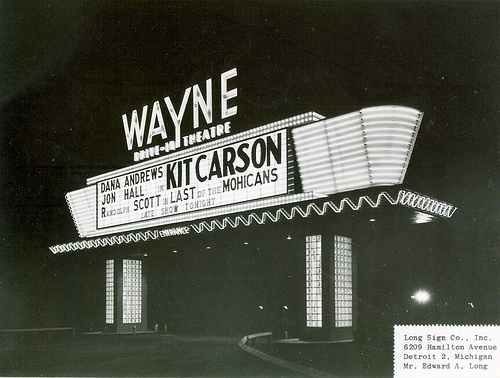 WAYNE
DRIVE-IN THEATRE
DANA ANDREWS
JON HALL IN KIT CARSON
RANDOLPH SCOTT IN LAST OF THE MOHICANS
LATE SHOW TONIGHT
ENTRANCE
Long Sign Co., Inc.
6209 Hamilton Avenue
Detroit 2, Michigan
Mr. Edward A. Long